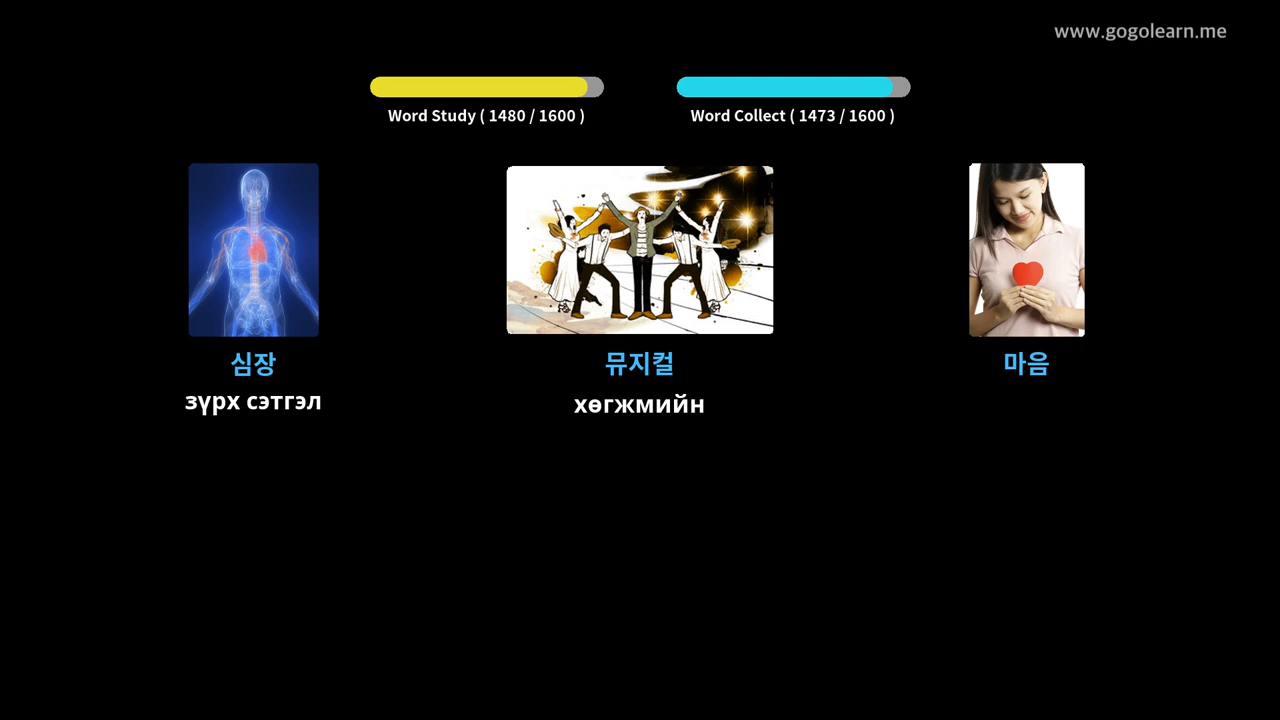 www.gogolearn.me
Word Study ( 1480 / 1600 )
Word Collect ( 1473 / 1600 )
심장
뮤지컬
마음
зүрх сэтгэл
хөгжмийн